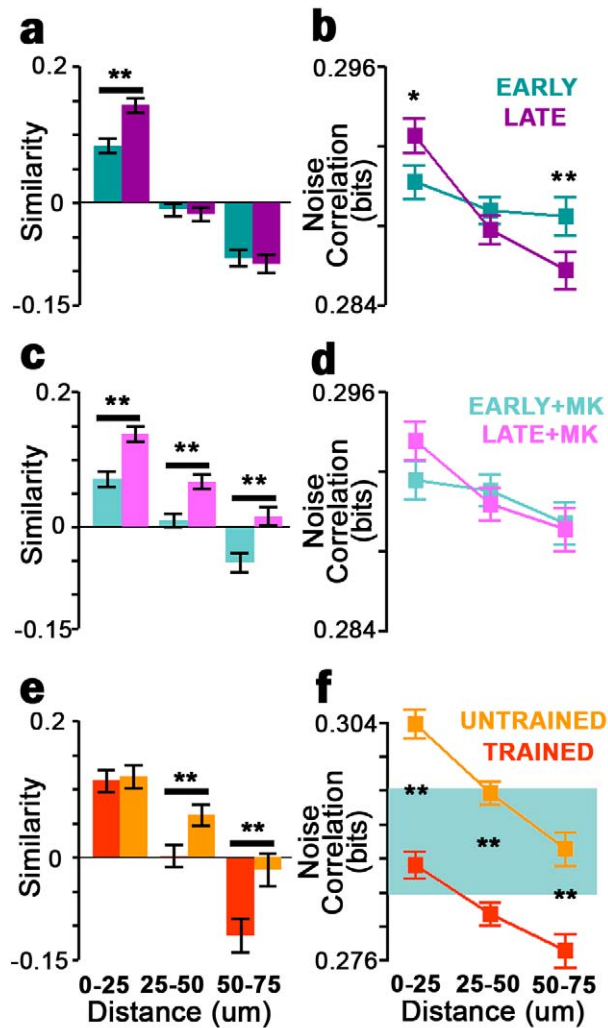 a
0.2
**
Similarity
0
-0.15
b
0.296
EARLY
LATE
*
**
Noise
Correlation
(bits)
0.284
c
0.2
**
**
**
Similarity
0
-0.15
d
0.296
EARLY+MK
LATE+MK
Noise
Correlation
(bits)
0.284
e
0.2
**
**
Similarity
0
-0.15
0-25 25-50 50-75
Distance (um)
f
0.304
UNTRAINED
TRAINED
**
**
**
Noise
Correlation
(bits)
0.276
0-25 25-50 50-75
Distance (um)